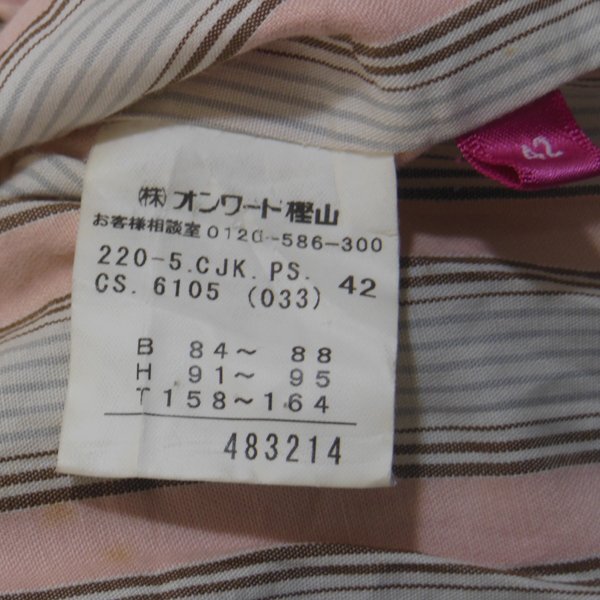 ㈱オンワード樫山
お客様相談室 0120-586-300
220-5.CJK.PS. 42
CS.6105 (033)
B 84~ 88
H 91~ 95
T 158~164
483214
42